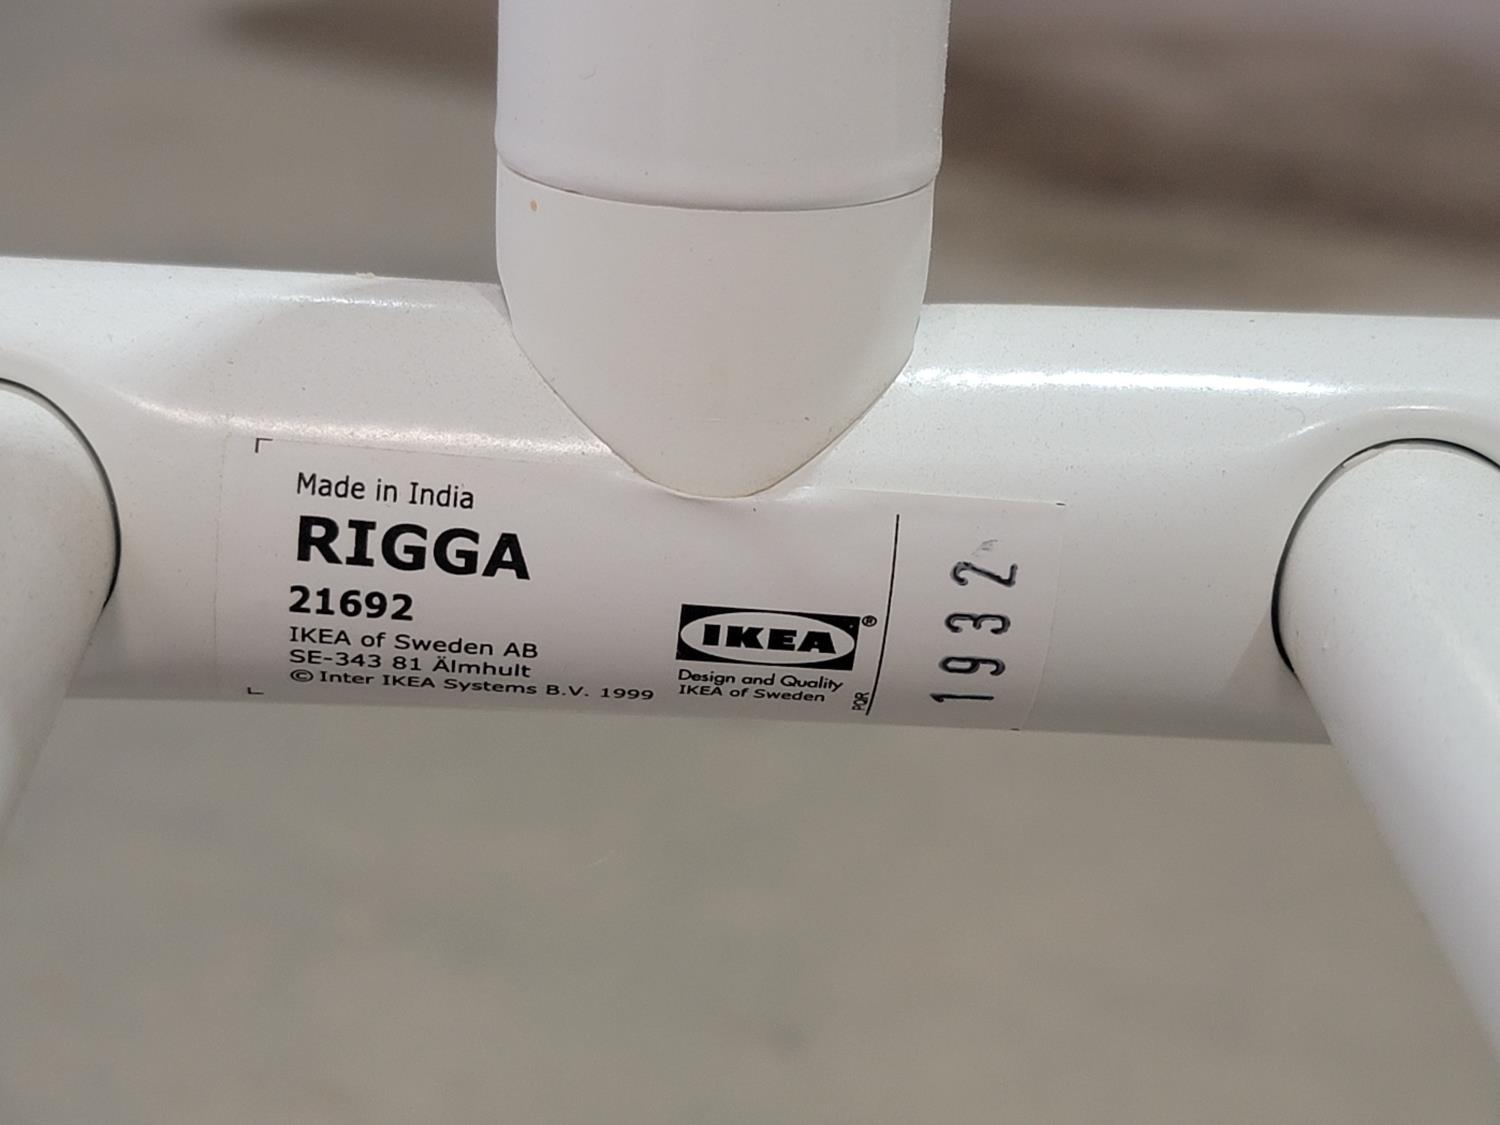 Made in India
RIGGA
21692
IKEA of Sweden AB
SE-343 81 Älmhult
© Inter IKEA Systems B.V. 1999
IKEA®
Design and Quality
IKEA of Sweden
PQR
1932